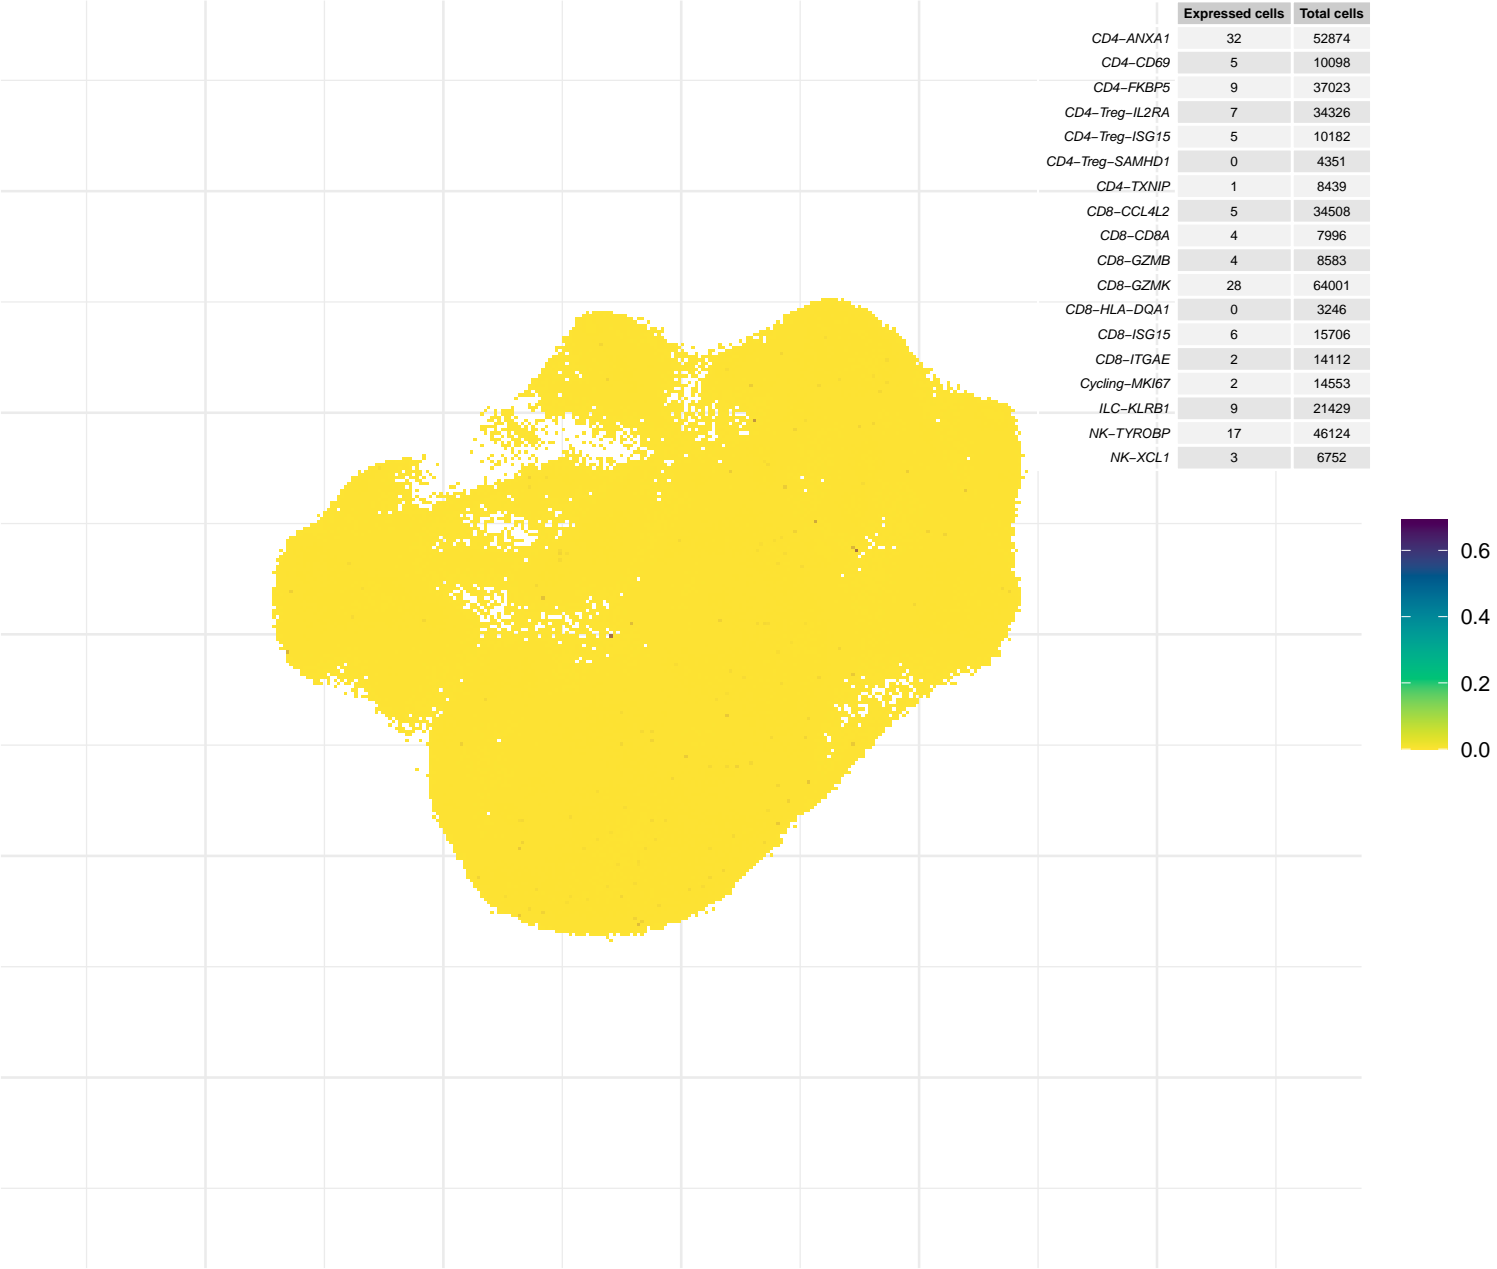 Expressed cells Total cells
CD4−ANXA1 32 52874
CD4−CD69 5 10098
CD4−FKBP5 9 37023
CD4−Treg−IL2RA 7 34326
CD4−Treg−ISG15 5 10182
CD4−Treg−SAMHD1 0 4351
CD4−TXNIP 1 8439
CD8−CCL4L2 5 34508
CD8−CD8A 4 7996
CD8−GZMB 4 8583
CD8−GZMK 28 64001
CD8−HLA−DQA1 0 3246
CD8−ISG15 6 15706
CD8−ITGAE 2 14112
Cycling−MKI67 2 14553
ILC−KLRB1 9 21429
NK−TYROBP 17 46124
NK−XCL1 3 6752
0.6
0.4
0.2
0.0